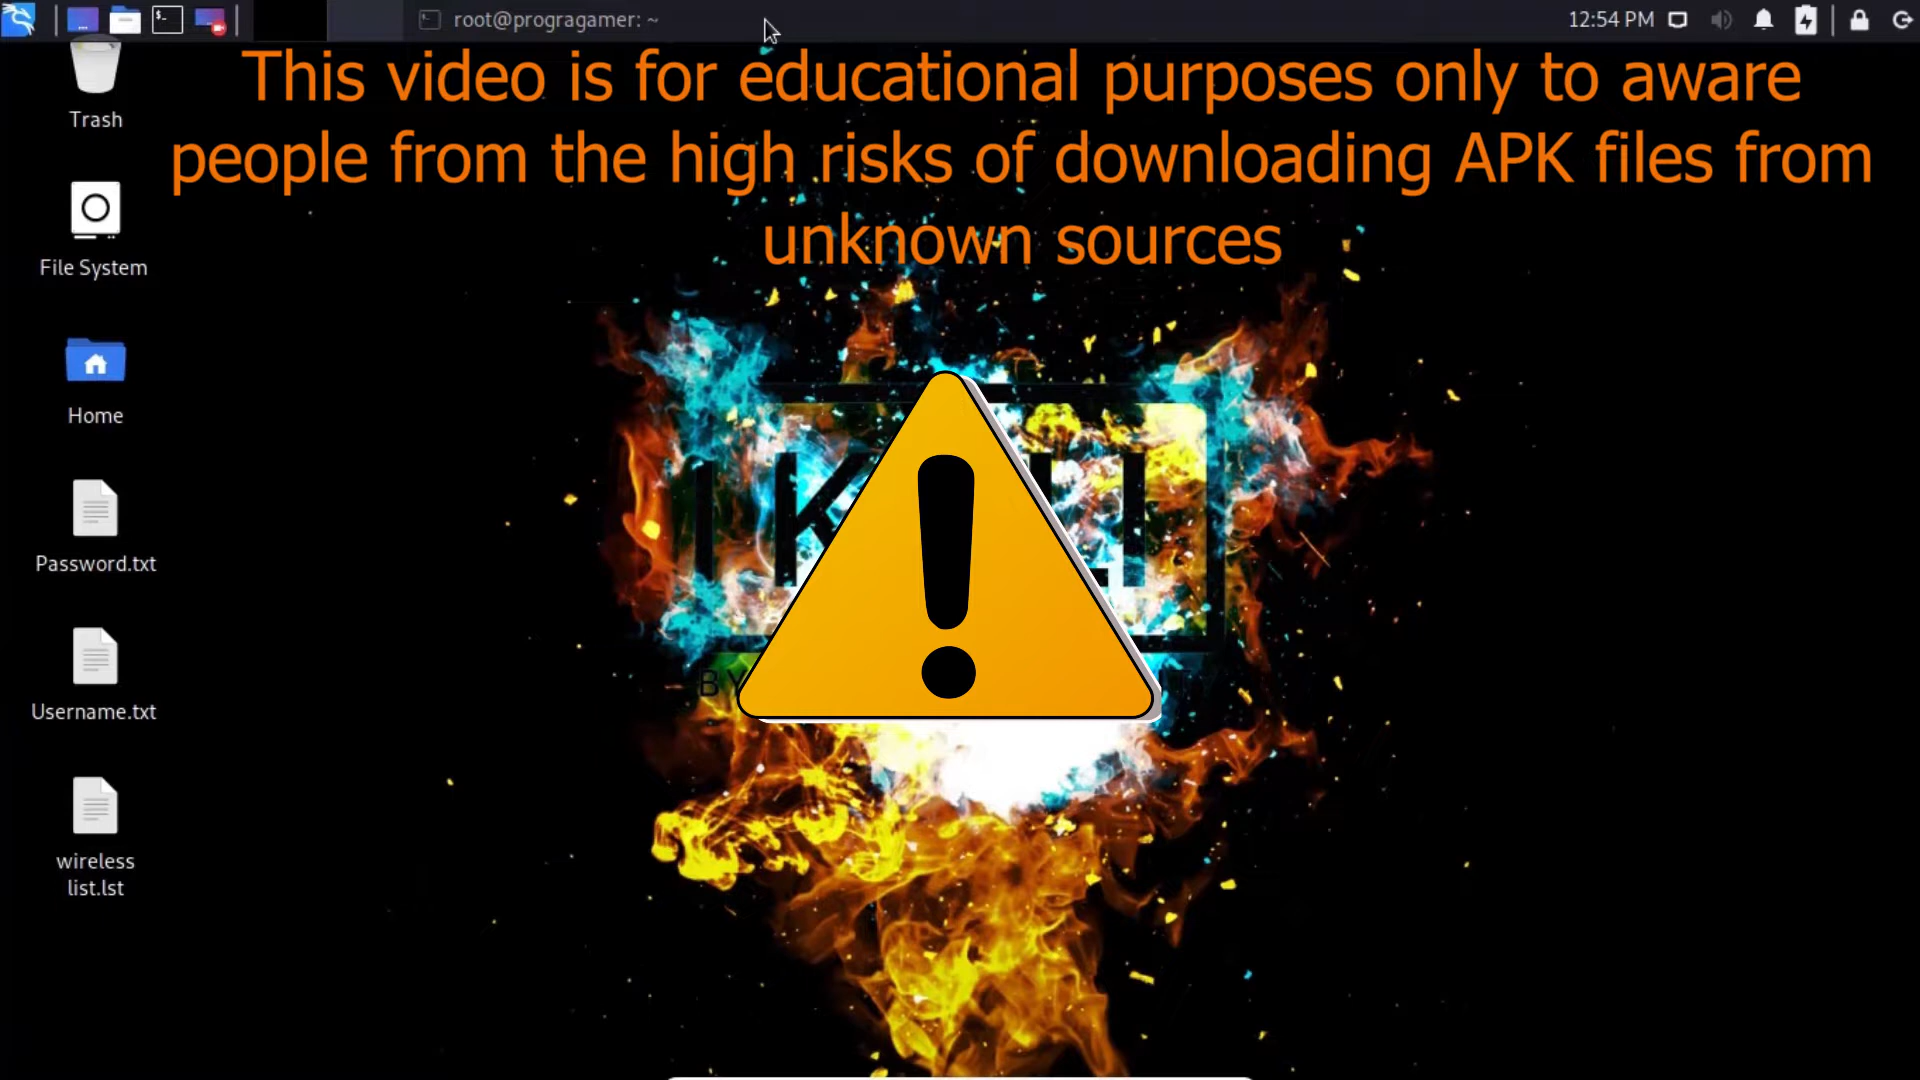 root@progragamer: ~
12:54 PM
This video is for educational purposes only to aware
people from the high risks of downloading APK files from
unknown sources
Trash
File System
Home
Password.txt
Username.txt
wireless
list.lst
BY